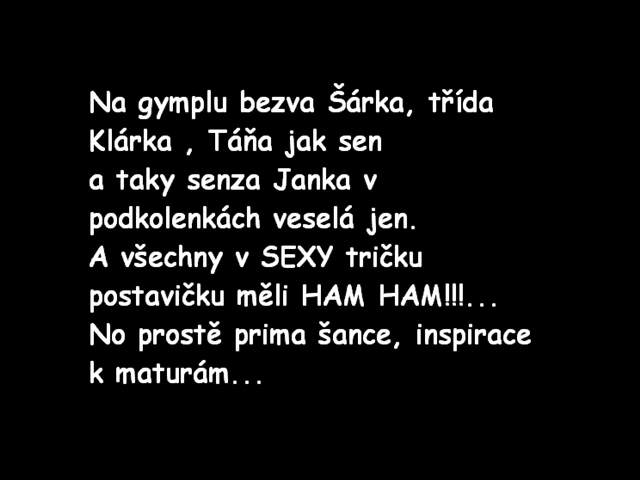 Na gymplu bezva Šárka, třída
Klárka , Táňa jak sen
a taky senza Janka v
podkolenkách veselá jen.
A všechny v SEXY tričku
postavičku měli HAM HAM!!!...
No prostě prima šance, inspirace
k maturám...